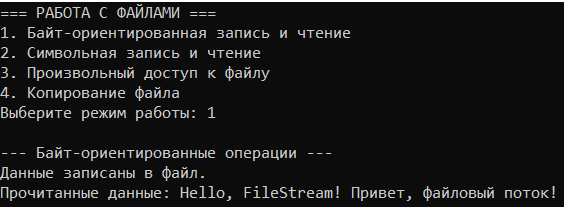 === РАБОТА С ФАЙЛАМИ ===
1. Байт-ориентированная запись и чтение
2. Символьная запись и чтение
3. Произвольный доступ к файлу
4. Копирование файла
Выберите режим работы: 1
--- Байт-ориентированные операции ---
Данные записаны в файл.
Прочитанные данные: Hello, FileStream! Привет, файловый поток!